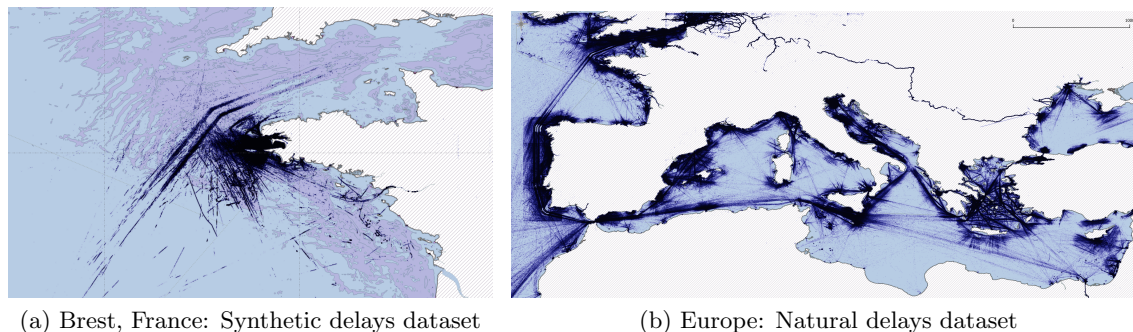 (a) Brest, France: Synthetic delays dataset
(b) Europe: Natural delays dataset